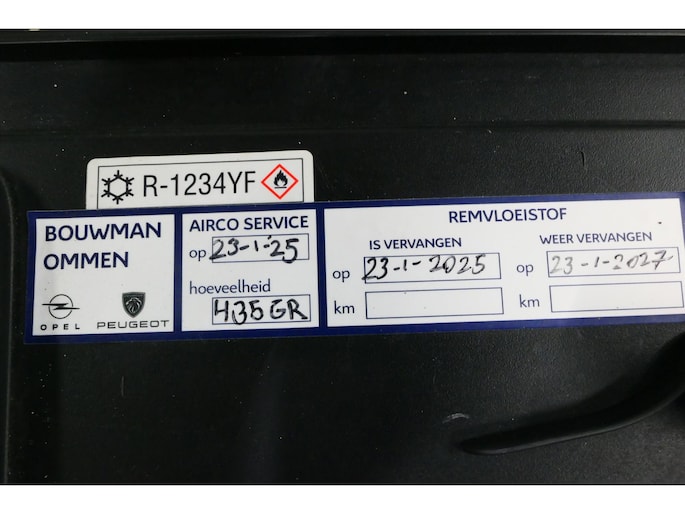 R-1234YF
BOUWMAN
OMMEN
OPEL
PEUGEOT
AIRCO SERVICE
op 23-1-'25
hoeveelheid
435 GR
REMVLOEISTOF
IS VERVANGEN
op 23-1-2025
km
WEER VERVANGEN
op 23-1-2027
km